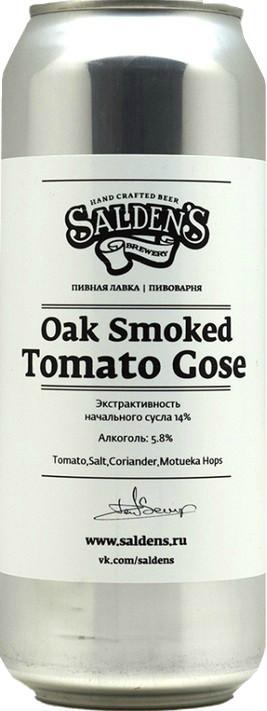 HAND CRAFTED BEER
SALDEN'S
BREWERY
ПИВНАЯ ЛАВКА | ПИВОВАРНЯ
Oak Smoked
Tomato Gose
Экстрактивность
начального сусла 14%
Алкоголь: 5.8%
Tomato,Salt,Coriander,Motueka Hops
www.saldens.ru
vk.com/saldens